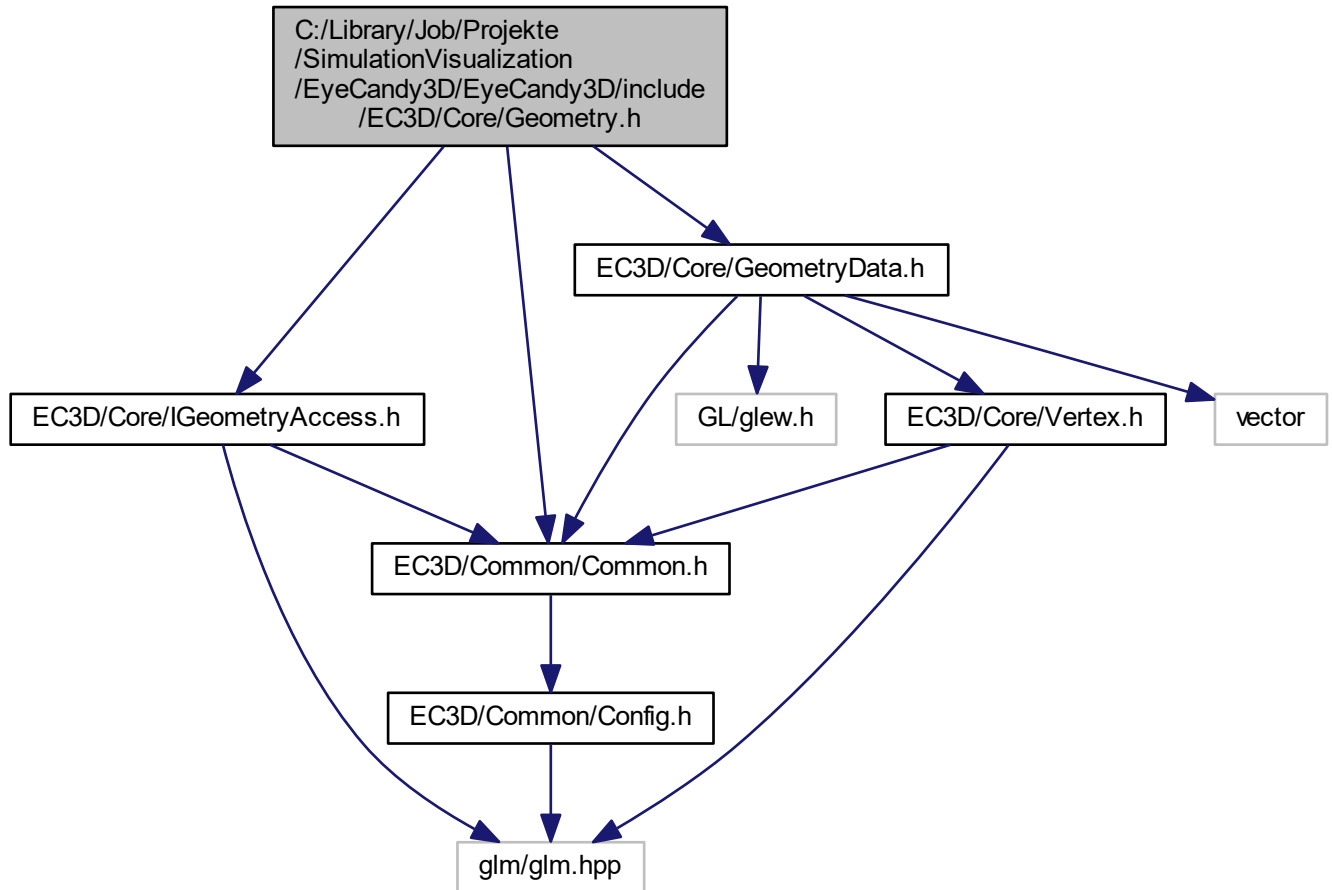 C:/Library/Job/Projekte
/SimulationVisualization
/EyeCandy3D/EyeCandy3D/include
/EC3D/Core/Geometry.h
EC3D/Core/GeometryData.h
EC3D/Core/IGeometryAccess.h
GL/glew.h
EC3D/Core/Vertex.h
vector
EC3D/Common/Common.h
EC3D/Common/Config.h
glm/glm.hpp